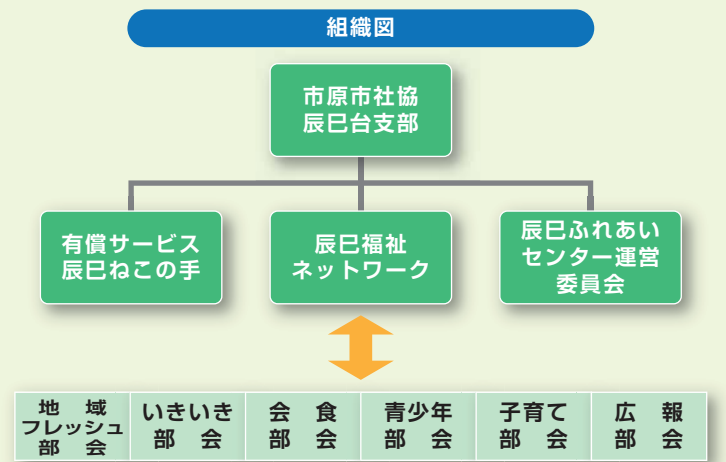 組織図
市原市社協
辰巳台支部
有償サービス
辰巳ねこの手
辰巳福祉
ネットワーク
辰巳ふれあい
センター運営
委員会
地 域
フレッシュ
部 会
いきいき
部 会
会 食
部 会
青少年
部 会
子育て
部 会
広 報
部 会